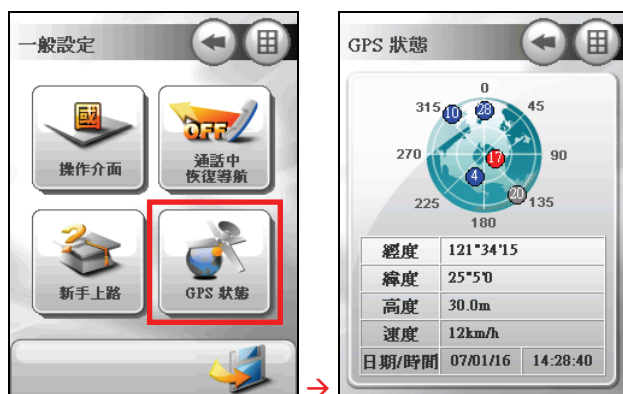 一般設定
國
操作介面
OFF
通話中
恢復導航
?
新手上路
GPS 狀態
→
GPS 狀態
0
315
45
10
28
270
17
90
4
225
20
135
180
經度 121°34'15
緯度 25°5'0
高度 30.0m
速度 12km/h
日期/時間 07/01/16 14:28:40